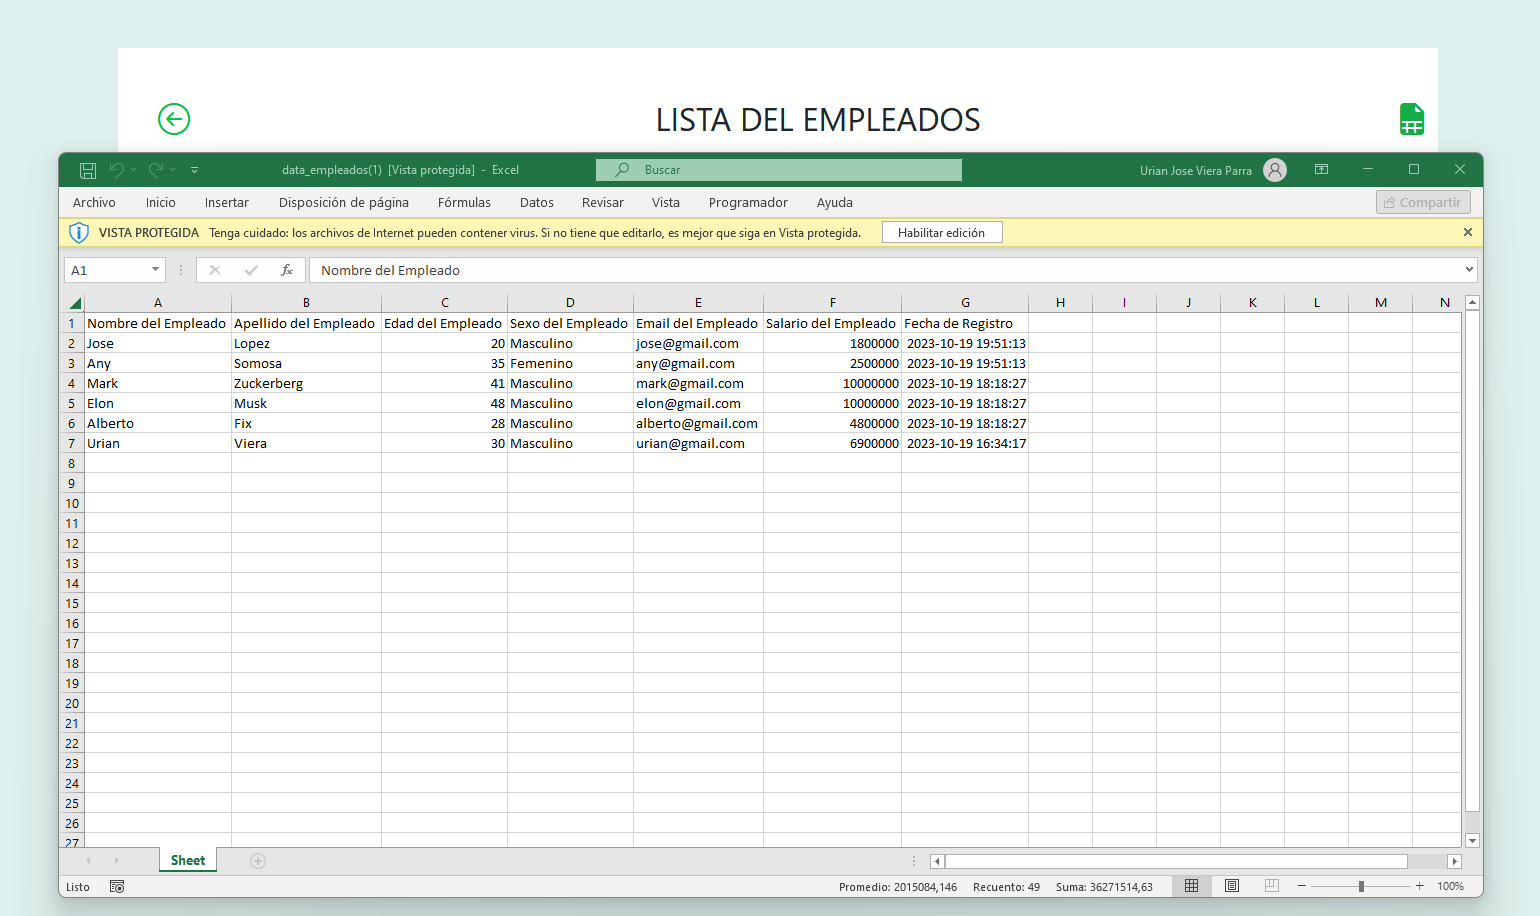 LISTA DEL EMPLEADOS
data_empleados(1) [Vista protegida] - Excel
Buscar
Urian Jose Viera Parra
Archivo Inicio Insertar Disposición de página Fórmulas Datos Revisar Vista Programador Ayuda Compartir
VISTA PROTEGIDA Tenga cuidado: los archivos de Internet pueden contener virus. Si no tiene que editarlo, es mejor que siga en Vista protegida. Habilitar edición
A1 fx Nombre del Empleado
A B C D E F G H I J K L M N
1 Nombre del Empleado Apellido del Empleado Edad del Empleado Sexo del Empleado Email del Empleado Salario del Empleado Fecha de Registro
2 Jose Lopez 20 Masculino jose@gmail.com 1800000 2023-10-19 19:51:13
3 Any Somosa 35 Femenino any@gmail.com 2500000 2023-10-19 19:51:13
4 Mark Zuckerberg 41 Masculino mark@gmail.com 10000000 2023-10-19 18:18:27
5 Elon Musk 48 Masculino elon@gmail.com 10000000 2023-10-19 18:18:27
6 Alberto Fix 28 Masculino alberto@gmail.com 4800000 2023-10-19 18:18:27
7 Urian Viera 30 Masculino urian@gmail.com 6900000 2023-10-19 16:34:17
8
9
10
11
12
13
14
15
16
17
18
19
20
21
22
23
24
25
26
27
Sheet
Listo Promedio: 2015084,146 Recuento: 49 Suma: 36271514,63 100%